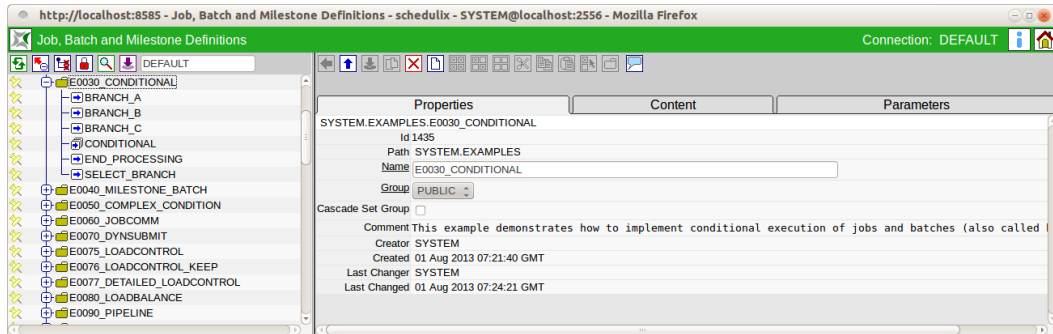 http://localhost:8585 - Job, Batch and Milestone Definitions - schedulix - SYSTEM@localhost:2556 - Mozilla Firefox
Job, Batch and Milestone Definitions
Connection: DEFAULT
DEFAULT
E0030_CONDITIONAL
BRANCH_A
BRANCH_B
BRANCH_C
CONDITIONAL
END_PROCESSING
SELECT_BRANCH
E0040_MILESTONE_BATCH
E0050_COMPLEX_CONDITION
E0060_JOBCOMM
E0070_DYNSUBMIT
E0075_LOADCONTROL
E0076_LOADCONTROL_KEEP
E0077_DETAILED_LOADCONTROL
E0080_LOADBALANCE
E0090_PIPELINE
Properties Content Parameters
SYSTEM.EXAMPLES.E0030_CONDITIONAL
Id 1435
Path SYSTEM.EXAMPLES
Name E0030_CONDITIONAL
Group PUBLIC
Cascade Set Group
Comment This example demonstrates how to implement conditional execution of jobs and batches (also called
Creator SYSTEM
Created 01 Aug 2013 07:21:40 GMT
Last Changer SYSTEM
Last Changed 01 Aug 2013 07:24:21 GMT